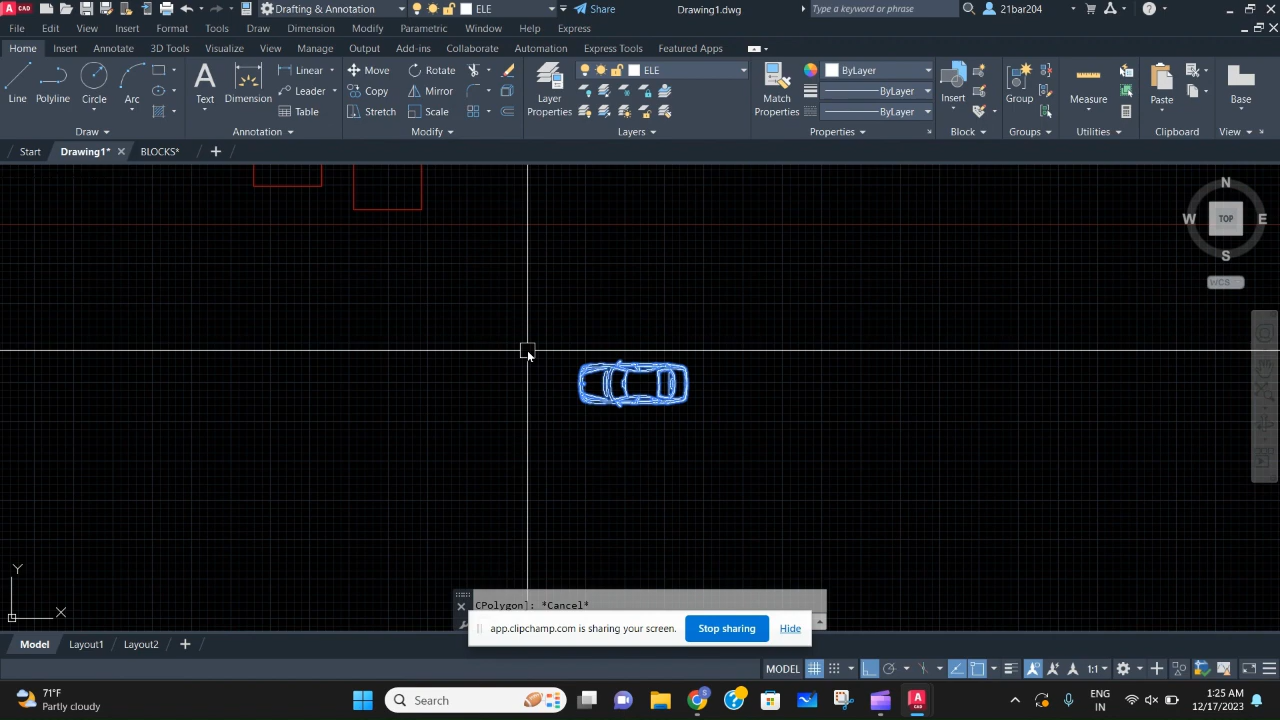 CAD
Drafting & Annotation
ELE
Share
Drawing1.dwg
Type a keyword or phrase
21bar204
File Edit View Insert Format Tools Draw Dimension Modify Parametric Window Help Express
Home Insert Annotate 3D Tools Visualize View Manage Output Add-ins Collaborate Automation Express Tools Featured Apps
Line Polyline Circle Arc
Text Dimension
Linear
Leader
Table
Move Rotate
Copy Mirror
Stretch Scale
Layer
Properties
ELE
Match
Properties
ByLayer
ByLayer
ByLayer
Insert
Group
Measure
Paste
Base
Draw Annotation Modify Layers Properties Block Groups Utilities Clipboard View
Start Drawing1* BLOCKS*
N
W TOP E
S
WCS
Y
X
CPolygon]: *Cancel*
app.clipchamp.com is sharing your screen. Stop sharing Hide
Model Layout1 Layout2
MODEL 1:1
71°F
Partly cloudy
Search
S
CAD
ENG
IN
1:25 AM
12/17/2023